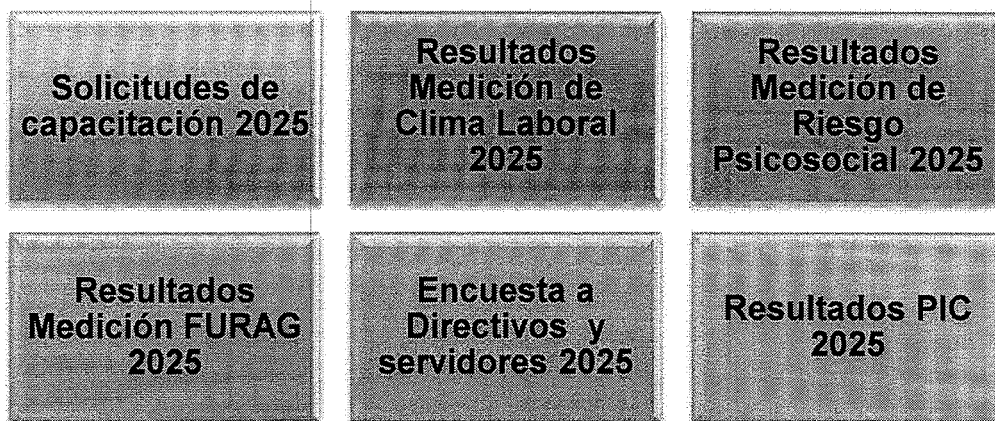 Solicitudes de
capacitación 2025
Resultados
Medición de
Clima Laboral
2025
Resultados
Medición de
Riesgo
Psicosocial 2025
Resultados
Medición FURAG
2025
Encuesta a
Directivos y
servidores 2025
Resultados PIC
2025